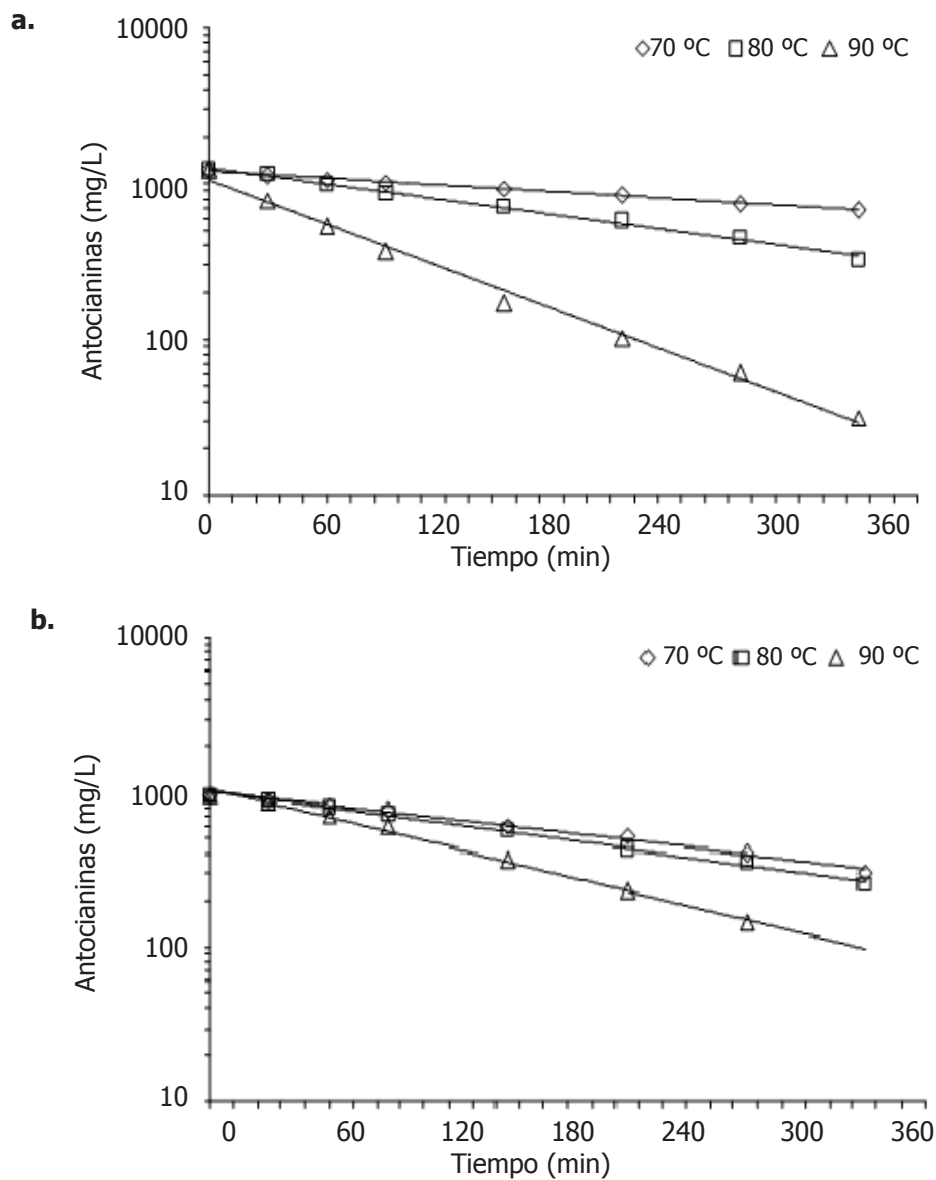 a.
10000
70 ºC 80 ºC 90 ºC
1000
100
10
Antocianinas (mg/L)
0 60 120 180 240 300 360
Tiempo (min)
b.
10000
70 ºC 80 ºC 90 ºC
1000
100
10
Antocianinas (mg/L)
0 60 120 180 240 300 360
Tiempo (min)